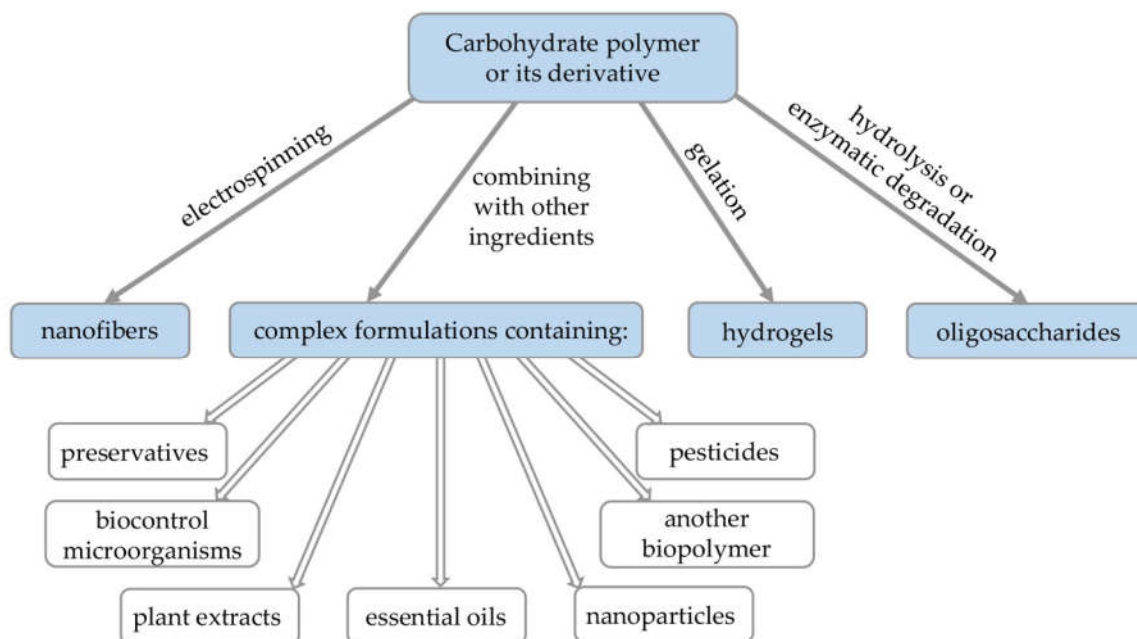 Carbohydrate polymer
or its derivative
electrospinning
combining
with other
ingredients
gelation
hydrolysis or
enzymatic degradation
nanofibers
complex formulations containing:
hydrogels
oligosaccharides
preservatives
pesticides
biocontrol
microorganisms
another
biopolymer
plant extracts
essential oils
nanoparticles